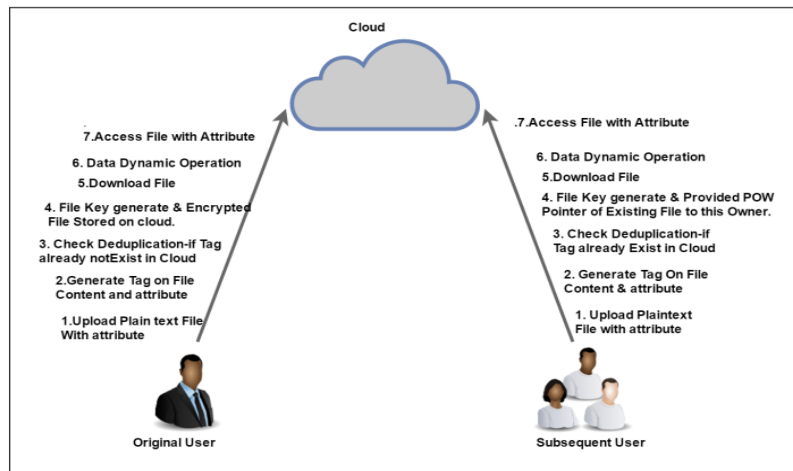 Cloud
.
7.Access File with Attribute
6. Data Dynamic Operation
5.Download File
4. File Key generate & Encrypted
File Stored on cloud.
3. Check Deduplication-if Tag
already notExist in Cloud
2.Generate Tag on File
Content and attribute
1.Upload Plain text File
With attribute
Original User
.7.Access File with Attribute
6. Data Dynamic Operation
5.Download File
4. File Key generate & Provided POW
Pointer of Existing File to this Owner.
3. Check Deduplication-if
Tag already Exist in Cloud
2. Generate Tag On File
Content & attribute
1. Upload Plaintext
File with attribute
Subsequent User